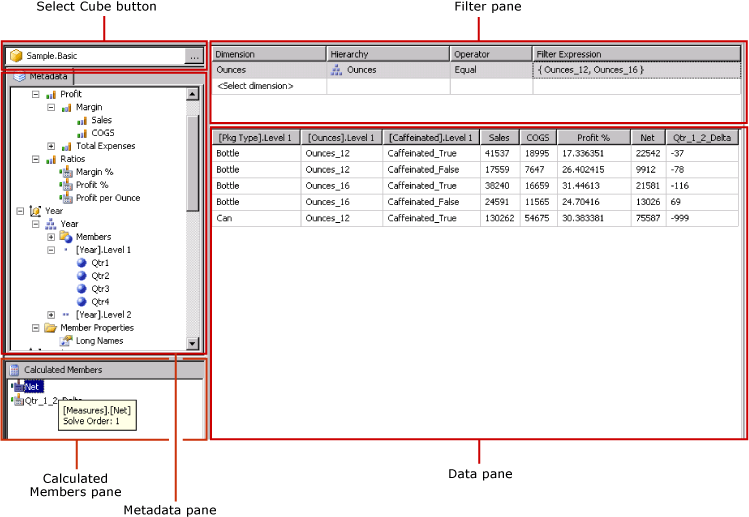 Select Cube button
Filter pane
Sample.Basic
...
Dimension Hierarchy Operator Filter Expression
Ounces Ounces Equal { Ounces_12, Ounces_16 }
<Select dimension>
Metadata
Profit
Margin
Sales
COGS
Total Expenses
Ratios
Margin %
Profit %
Profit per Ounce
Year
Year
Members
[Year].Level 1
Qtr1
Qtr2
Qtr3
Qtr4
[Year].Level 2
Member Properties
Long Names
[Pkg Type].Level 1 [Ounces].Level 1 [Caffeinated].Level 1 Sales COGS Profit % Net Qtr_1_2_Delta
Bottle Ounces_12 Caffeinated_True 41537 18995 17.336351 22542 -37
Bottle Ounces_12 Caffeinated_False 17559 7647 26.402415 9912 -78
Bottle Ounces_16 Caffeinated_True 38240 16659 31.44613 21581 -116
Bottle Ounces_16 Caffeinated_False 24591 11565 24.70416 13026 69
Can Ounces_12 Caffeinated_True 130262 54675 30.383381 75587 -999
Calculated Members
Net
Qtr_1_2_Delta
[Measures].[Net]
Solve Order: 1
Calculated
Members pane
Metadata pane
Data pane